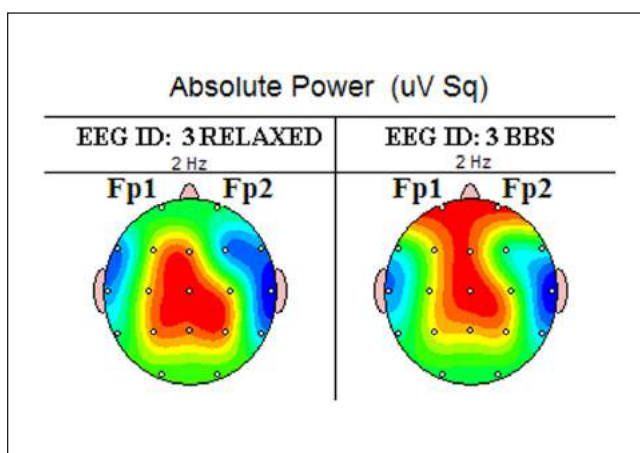 Absolute Power (uV Sq)
EEG ID: 3 RELAXED
2 Hz
EEG ID: 3 BBS
2 Hz
Fp1 Fp2
Fp1 Fp2